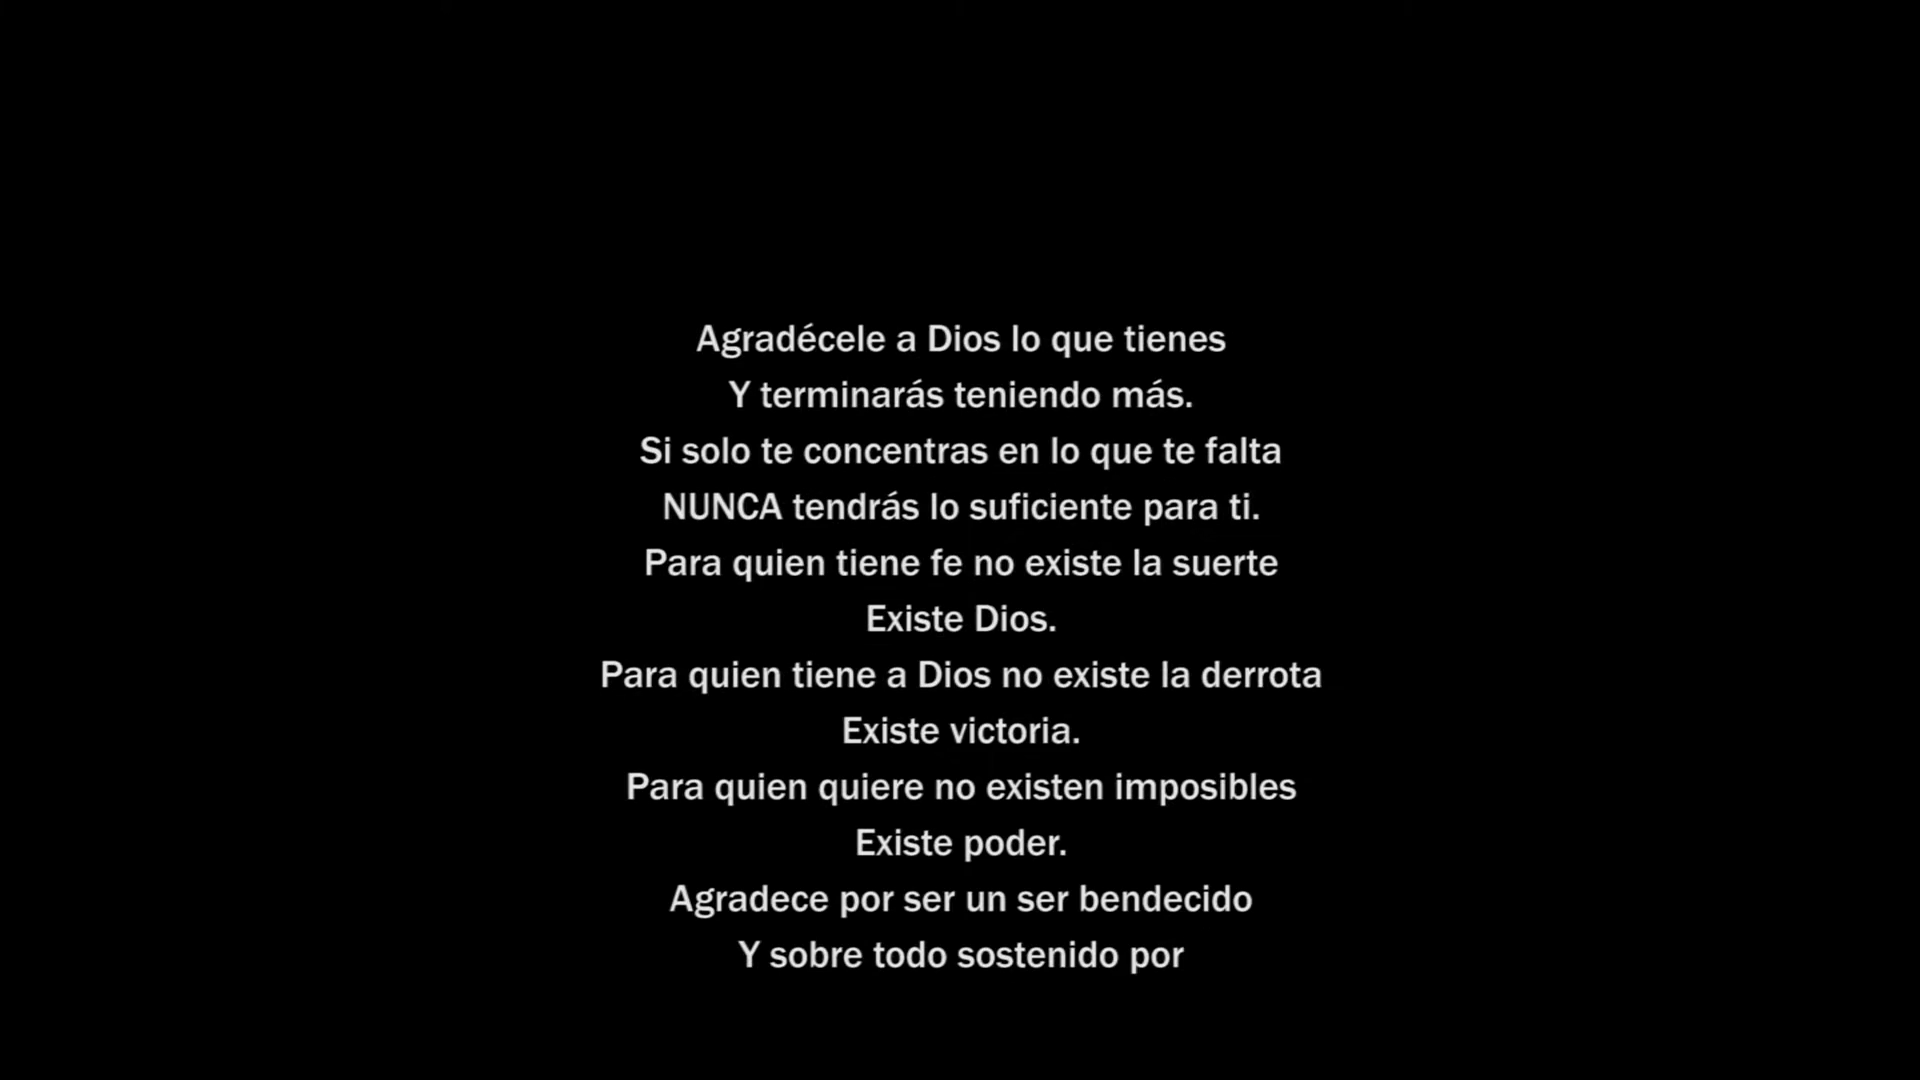 Agradécele a Dios lo que tienes
Y terminarás teniendo más.
Si solo te concentras en lo que te falta
NUNCA tendrás lo suficiente para ti.
Para quien tiene fe no existe la suerte
Existe Dios.
Para quien tiene a Dios no existe la derrota
Existe victoria.
Para quien quiere no existen imposibles
Existe poder.
Agradece por ser un ser bendecido
Y sobre todo sostenido por